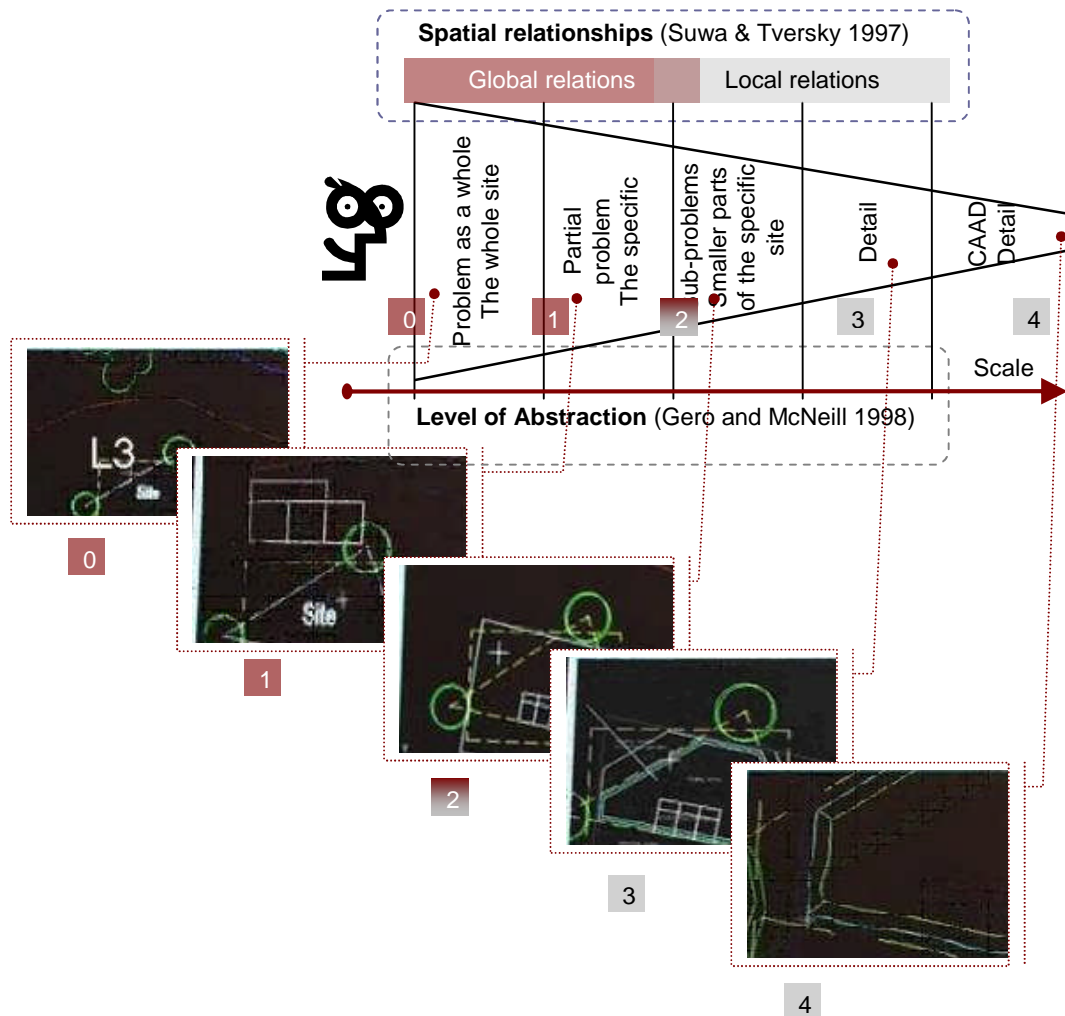 Spatial relationships (Suwa & Tversky 1997)
Global relations
Local relations
Problem as a whole
The whole site
Partial
problem
The specific
ub-problems
Smaller parts
of the specific
site
Detail
CAAD
Detail
0
1
2
3
4
Scale
Level of Abstraction (Gero and McNeill 1998)
L3
Site
0
Site
1
2
3
4